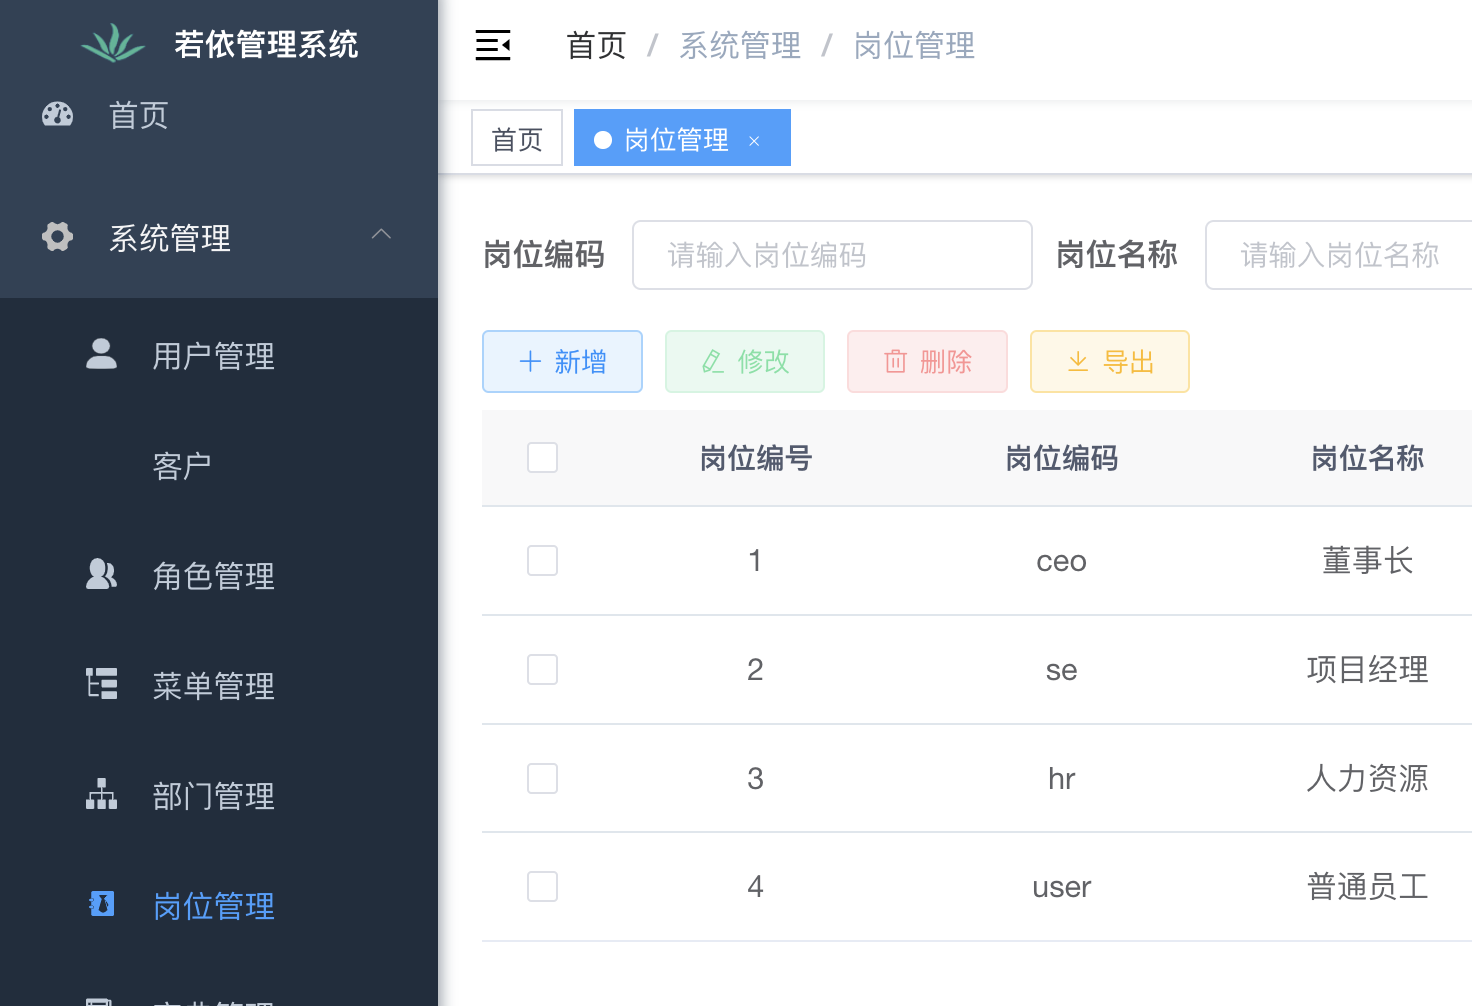 若依管理系统
首页
系统管理
用户管理
客户
角色管理
菜单管理
部门管理
岗位管理
首页 / 系统管理 / 岗位管理
首页 岗位管理 ×
岗位编码 请输入岗位编码 岗位名称 请输入岗位名称
新增 修改 删除 导出
岗位编号 岗位编码 岗位名称
1 ceo 董事长
2 se 项目经理
3 hr 人力资源
4 user 普通员工